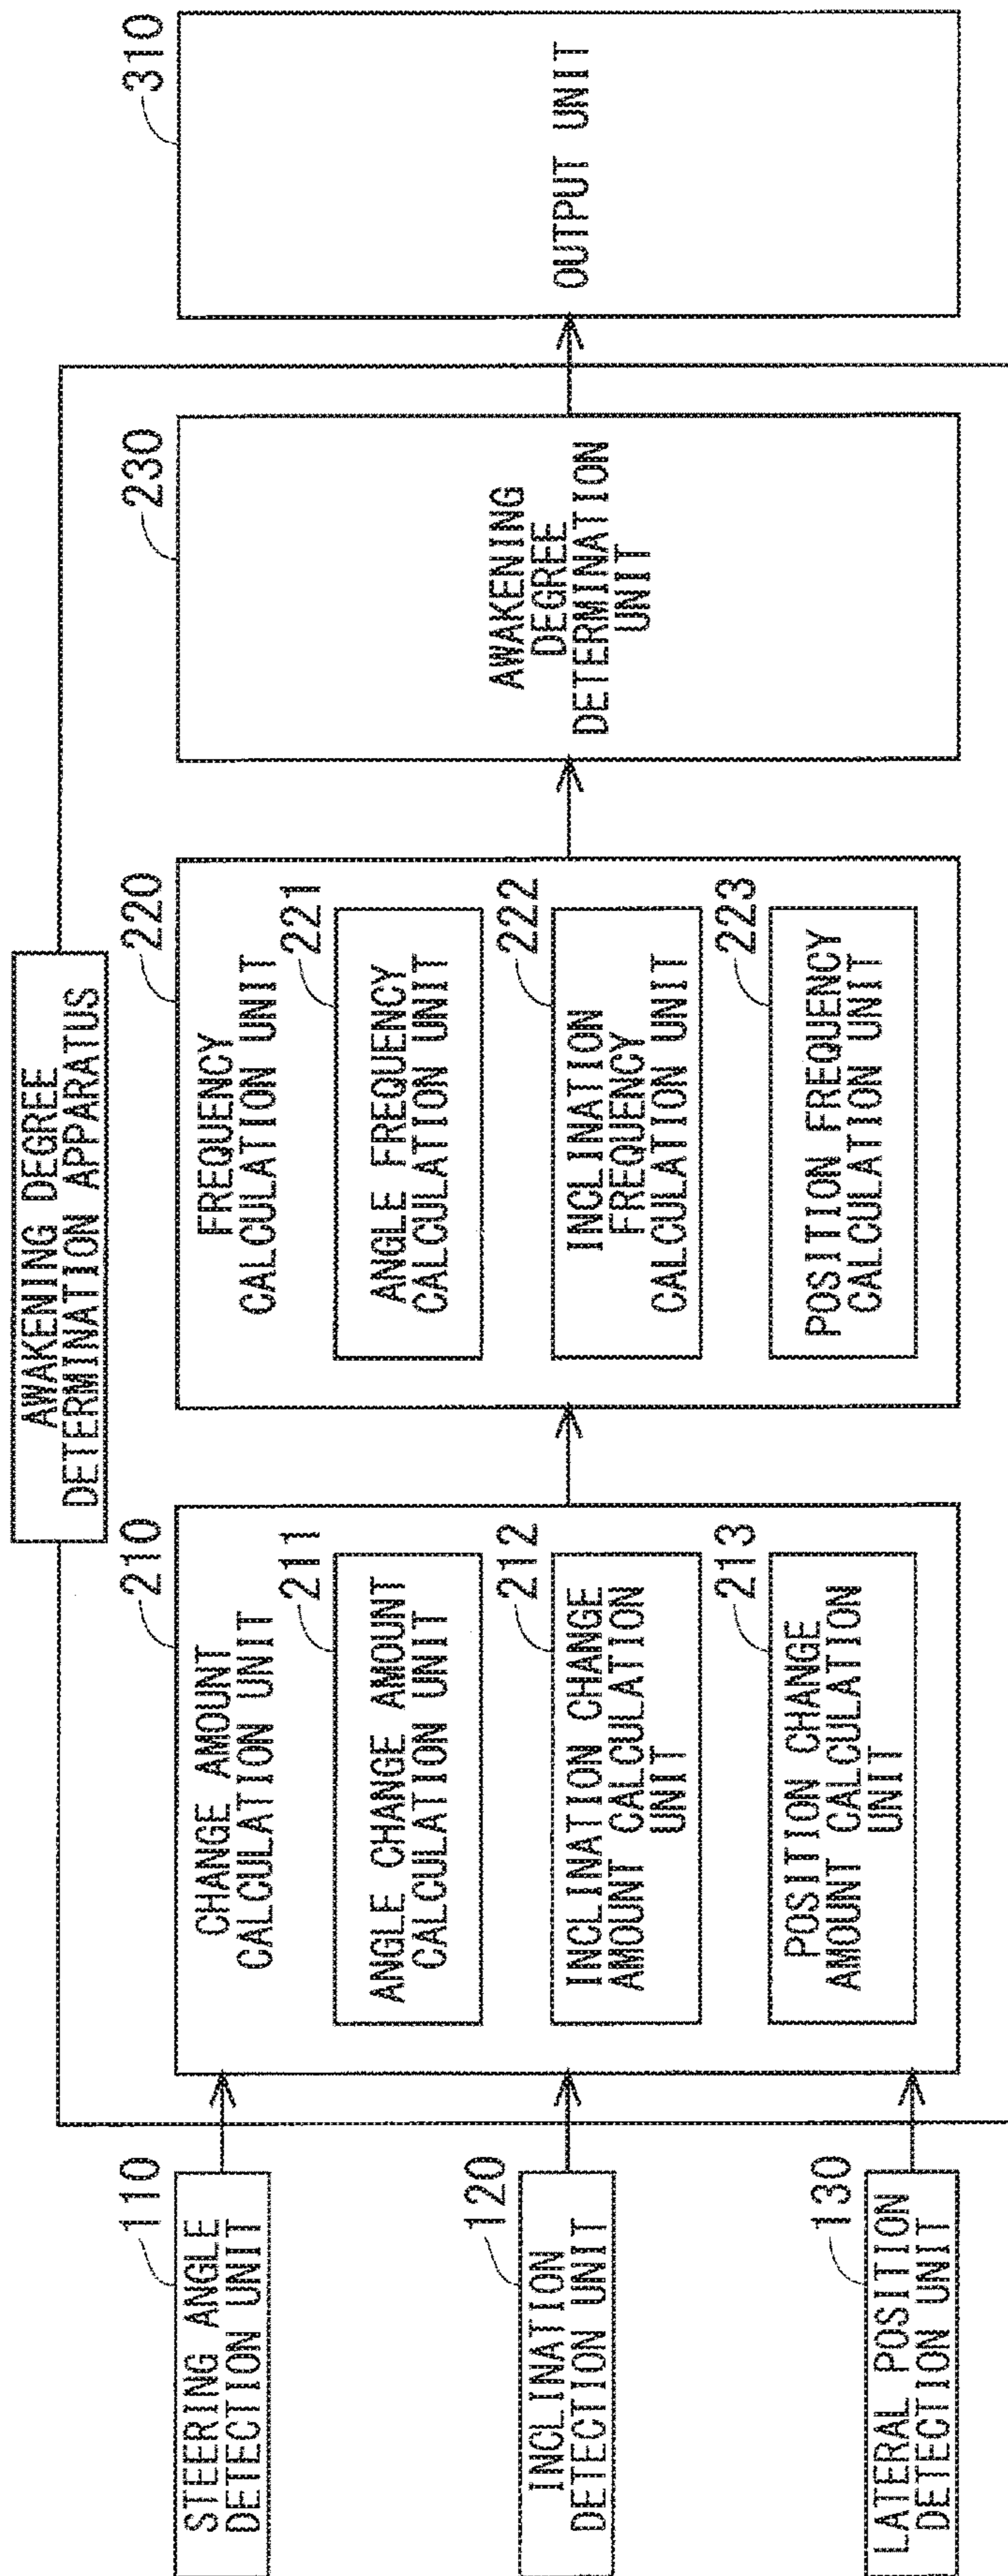 AWAKENING DEGREE
DETERMINATION APPARATUS
110
STEERING ANGLE
DETECTION UNIT
120
INCLINATION
DETECTION UNIT
130
LATERAL POSITION
DETECTION UNIT
210
CHANGE AMOUNT
CALCULATION UNIT
211
ANGLE CHANGE AMOUNT
CALCULATION UNIT
212
INCLINATION CHANGE
AMOUNT CALCULATION
UNIT
213
POSITION CHANGE
AMOUNT CALCULATION
UNIT
220
FREQUENCY
CALCULATION UNIT
221
ANGLE FREQUENCY
CALCULATION UNIT
222
INCLINATION
FREQUENCY
CALCULATION UNIT
223
POSITION FREQUENCY
CALCULATION UNIT
230
AWAKENING
DEGREE
DETERMINATION
UNIT
310
OUTPUT UNIT